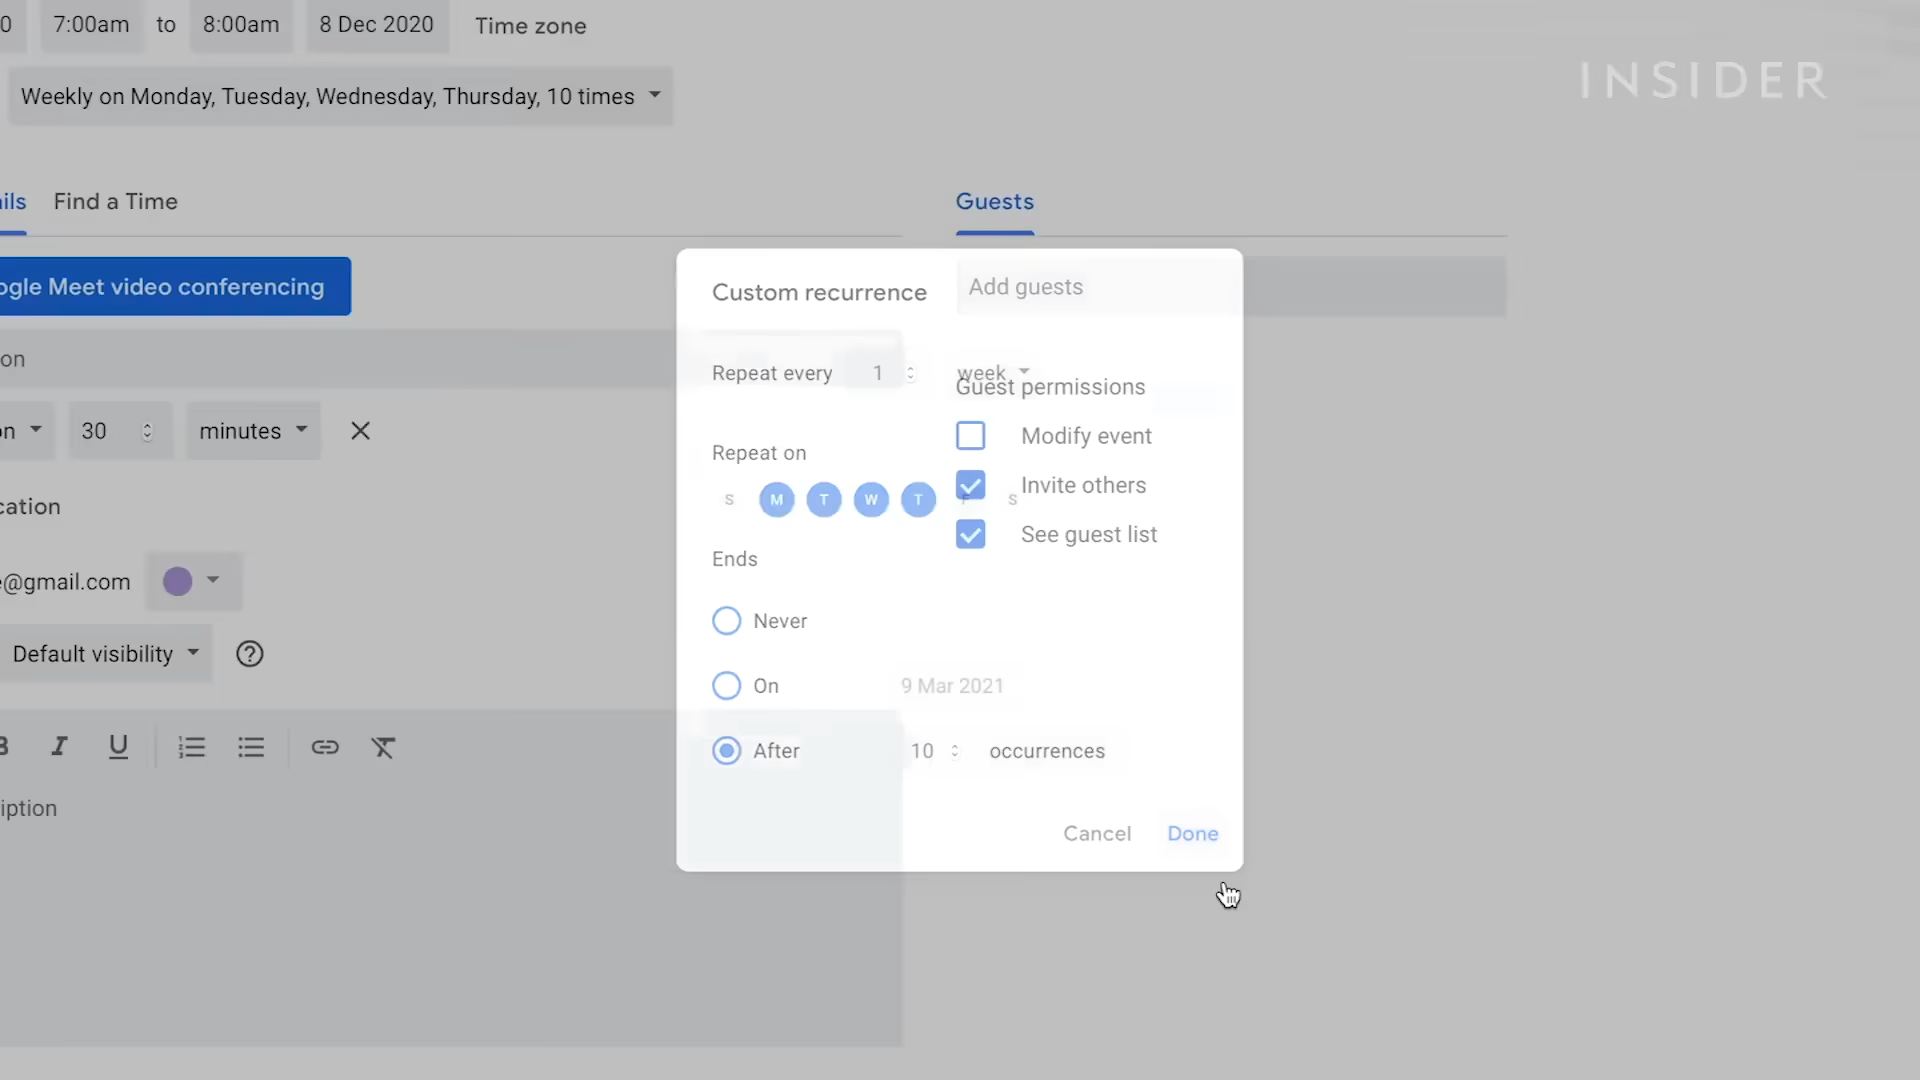 0 7:00am to 8:00am 8 Dec 2020 Time zone
INSIDER
Weekly on Monday, Tuesday, Wednesday, Thursday, 10 times
ils Find a Time
Guests
ogle Meet video conferencing
Custom recurrence
Add guests
on
Repeat every 1 week
Guest permissions
n 30 minutes
Modify event
Repeat on
Invite others
S M T W T F S
cation
See guest list
Ends
e@gmail.com
Never
Default visibility
On 9 Mar 2021
B I U
After 10 occurrences
iption
Cancel Done